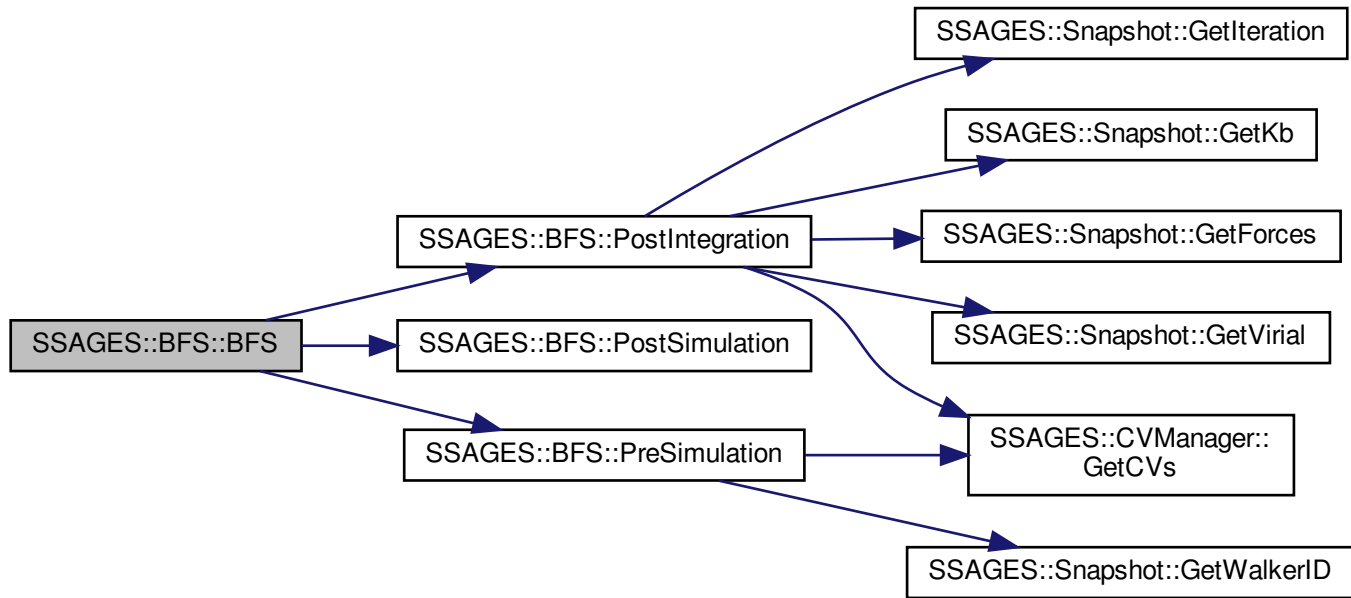 SSAGES::BFS::BFS
SSAGES::BFS::PostIntegration
SSAGES::BFS::PostSimulation
SSAGES::BFS::PreSimulation
SSAGES::Snapshot::GetIteration
SSAGES::Snapshot::GetKb
SSAGES::Snapshot::GetForces
SSAGES::Snapshot::GetVirial
SSAGES::CVManager::
GetCVs
SSAGES::Snapshot::GetWalkerID